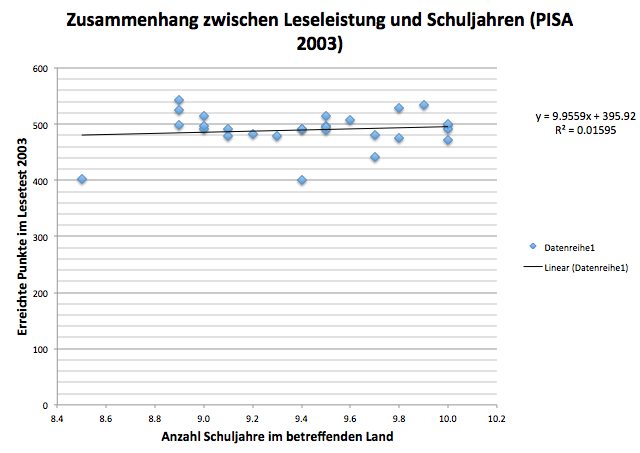 Zusammenhang zwischen Leseleistung und Schuljahren (PISA
2003)
Erreichte Punkte im Lesetest 2003
600
500
400
300
200
100
0
8.4
8.6
8.8
9.0
9.2
9.4
9.6
9.8
10.0
10.2
Anzahl Schuljahre im betreffenden Land
y = 9.9559x + 395.92
R² = 0.01595
Datenreihe1
Linear (Datenreihe1)